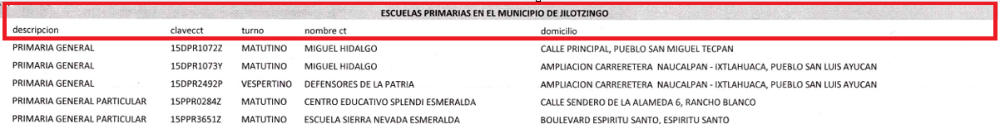 ESCUELAS PRIMARIAS EN EL MUNICIPIO DE JILOTZINGO
descripcion clavecct turno nombre ct domicilio
PRIMARIA GENERAL 15DPR1072Z MATUTINO MIGUEL HIDALGO CALLE PRINCIPAL, PUEBLO SAN MIGUEL TECPAN
PRIMARIA GENERAL 15DPR1073Y MATUTINO MIGUEL HIDALGO AMPLIACION CARRERETERA NAUCALPAN - IXTLAHUACA, PUEBLO SAN LUIS AYUCAN
PRIMARIA GENERAL 15DPR2492P VESPERTINO DEFENSORES DE LA PATRIA AMPLIACION CARRERETERA NAUCALPAN - IXTLAHUACA, PUEBLO SAN LUIS AYUCAN
PRIMARIA GENERAL PARTICULAR 15PPR0284Z MATUTINO CENTRO EDUCATIVO SPLENDI ESMERALDA CALLE SENDERO DE LA ALAMEDA 6, RANCHO BLANCO
PRIMARIA GENERAL PARTICULAR 15PPR3651Z MATUTINO ESCUELA SIERRA NEVADA ESMERALDA BOULEVARD ESPIRITU SANTO, ESPIRITU SANTO